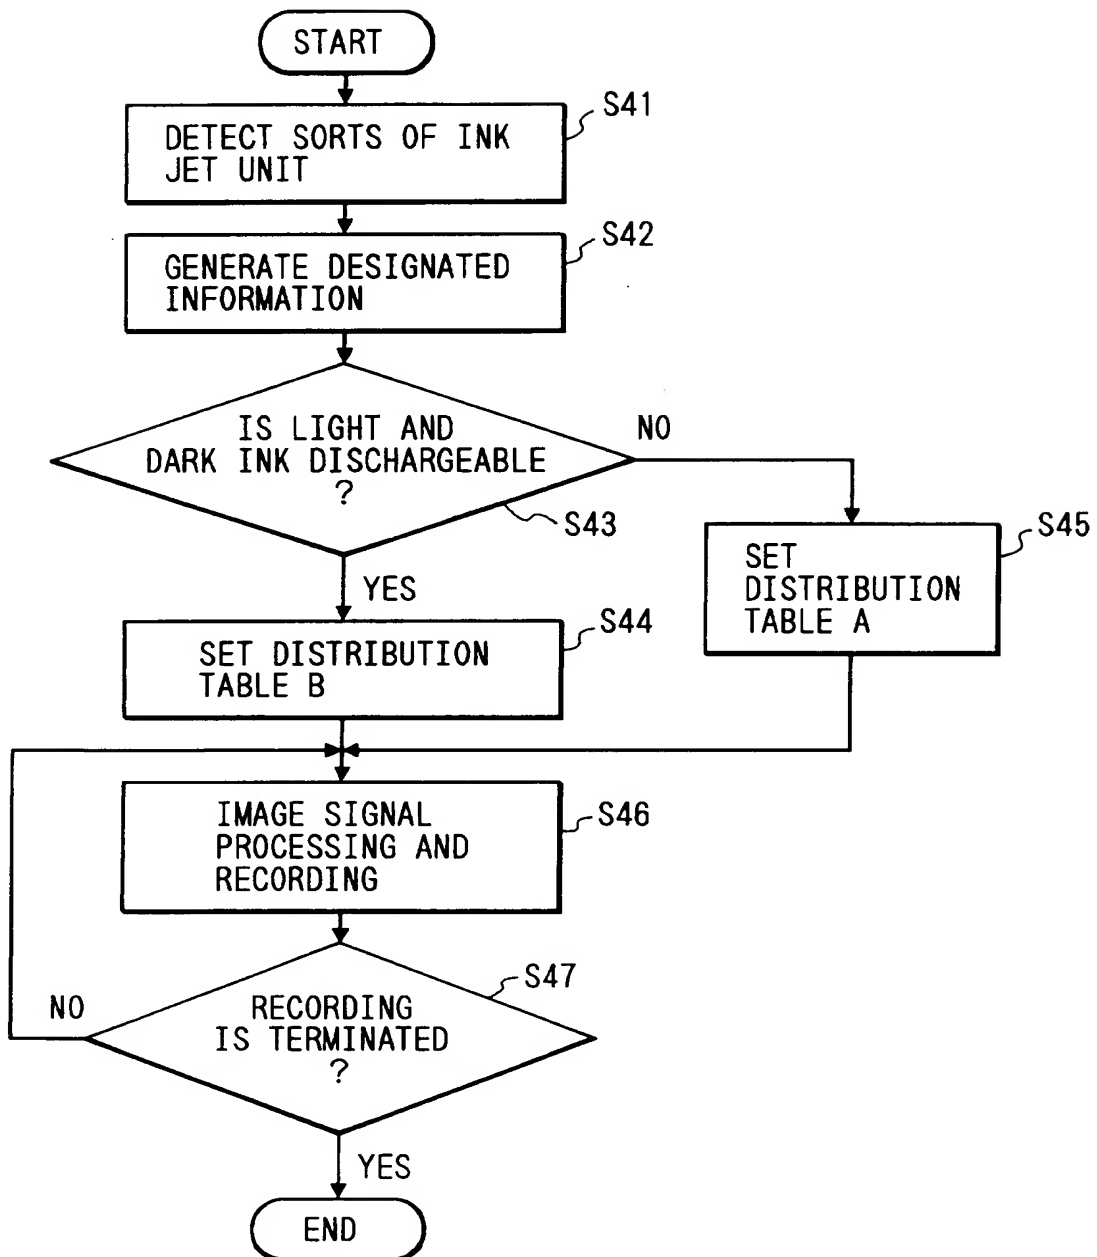 START
S41
DETECT SORTS OF INK
JET UNIT
S42
GENERATE DESIGNATED
INFORMATION
IS LIGHT AND
DARK INK DISCHARGEABLE
?
NO
S43
YES
S45
SET
DISTRIBUTION
TABLE A
S44
SET DISTRIBUTION
TABLE B
S46
IMAGE SIGNAL
PROCESSING AND
RECORDING
S47
RECORDING
IS TERMINATED
?
NO
YES
END